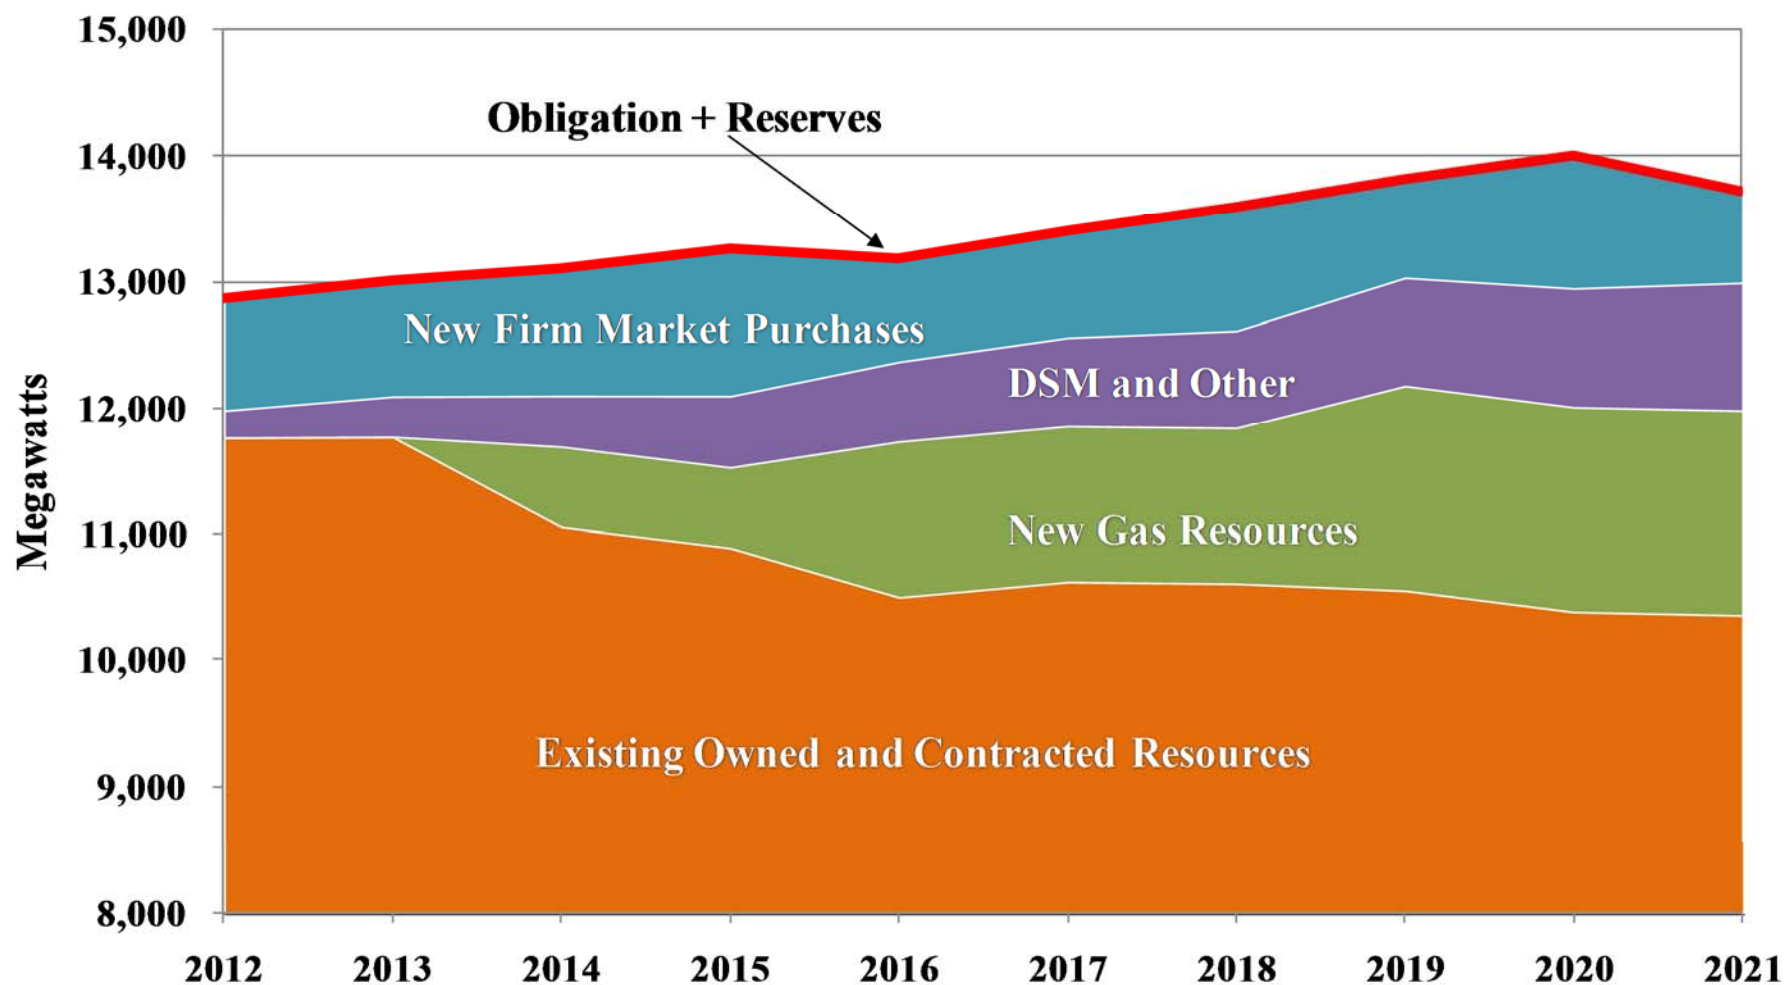 15,000
Obligation + Reserves
14,000
13,000
New Firm Market Purchases
DSM and Other
12,000
Megawatts
11,000
New Gas Resources
10,000
Existing Owned and Contracted Resources
9,000
8,000
2012 2013 2014 2015 2016 2017 2018 2019 2020 2021